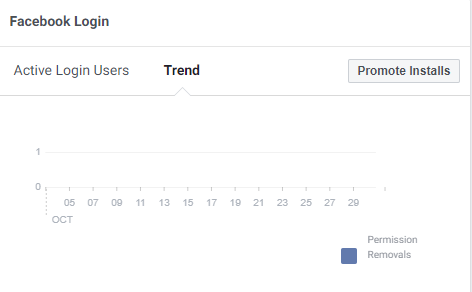 Facebook Login
Active Login Users Trend Promote Installs
1
0
05 07 09 11 13 15 17 19 21 23 25 27 29
OCT
Permission
Removals